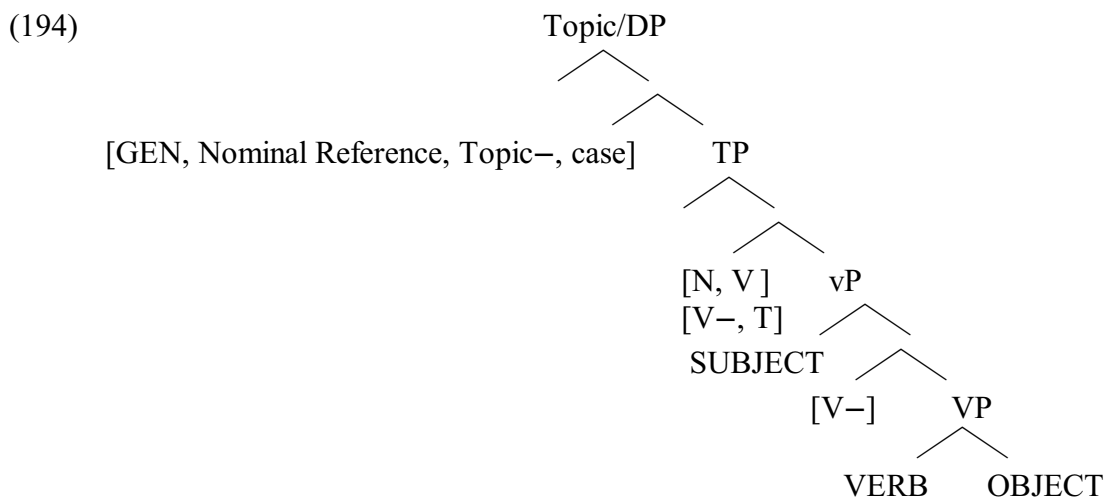 (194) Topic/DP
[GEN, Nominal Reference, Topic−, case] TP
[N, V] vP
[V−, T]
SUBJECT
[V−] VP
VERB OBJECT